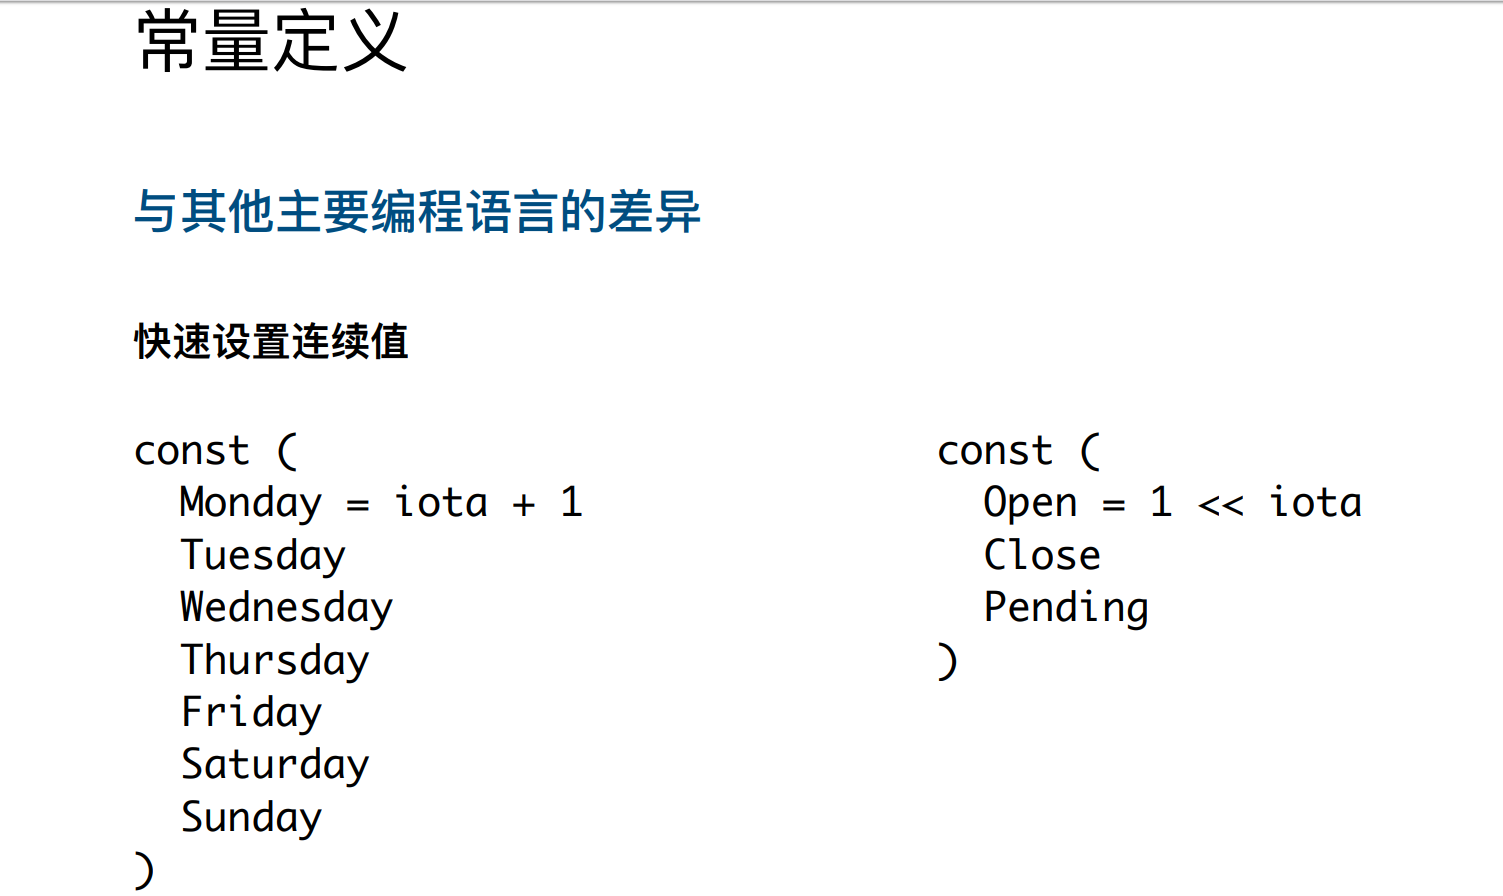 常量定义
与其他主要编程语言的差异
快速设置连续值
const (
Monday = iota + 1
Tuesday
Wednesday
Thursday
Friday
Saturday
Sunday
)
const (
Open = 1 << iota
Close
Pending
)